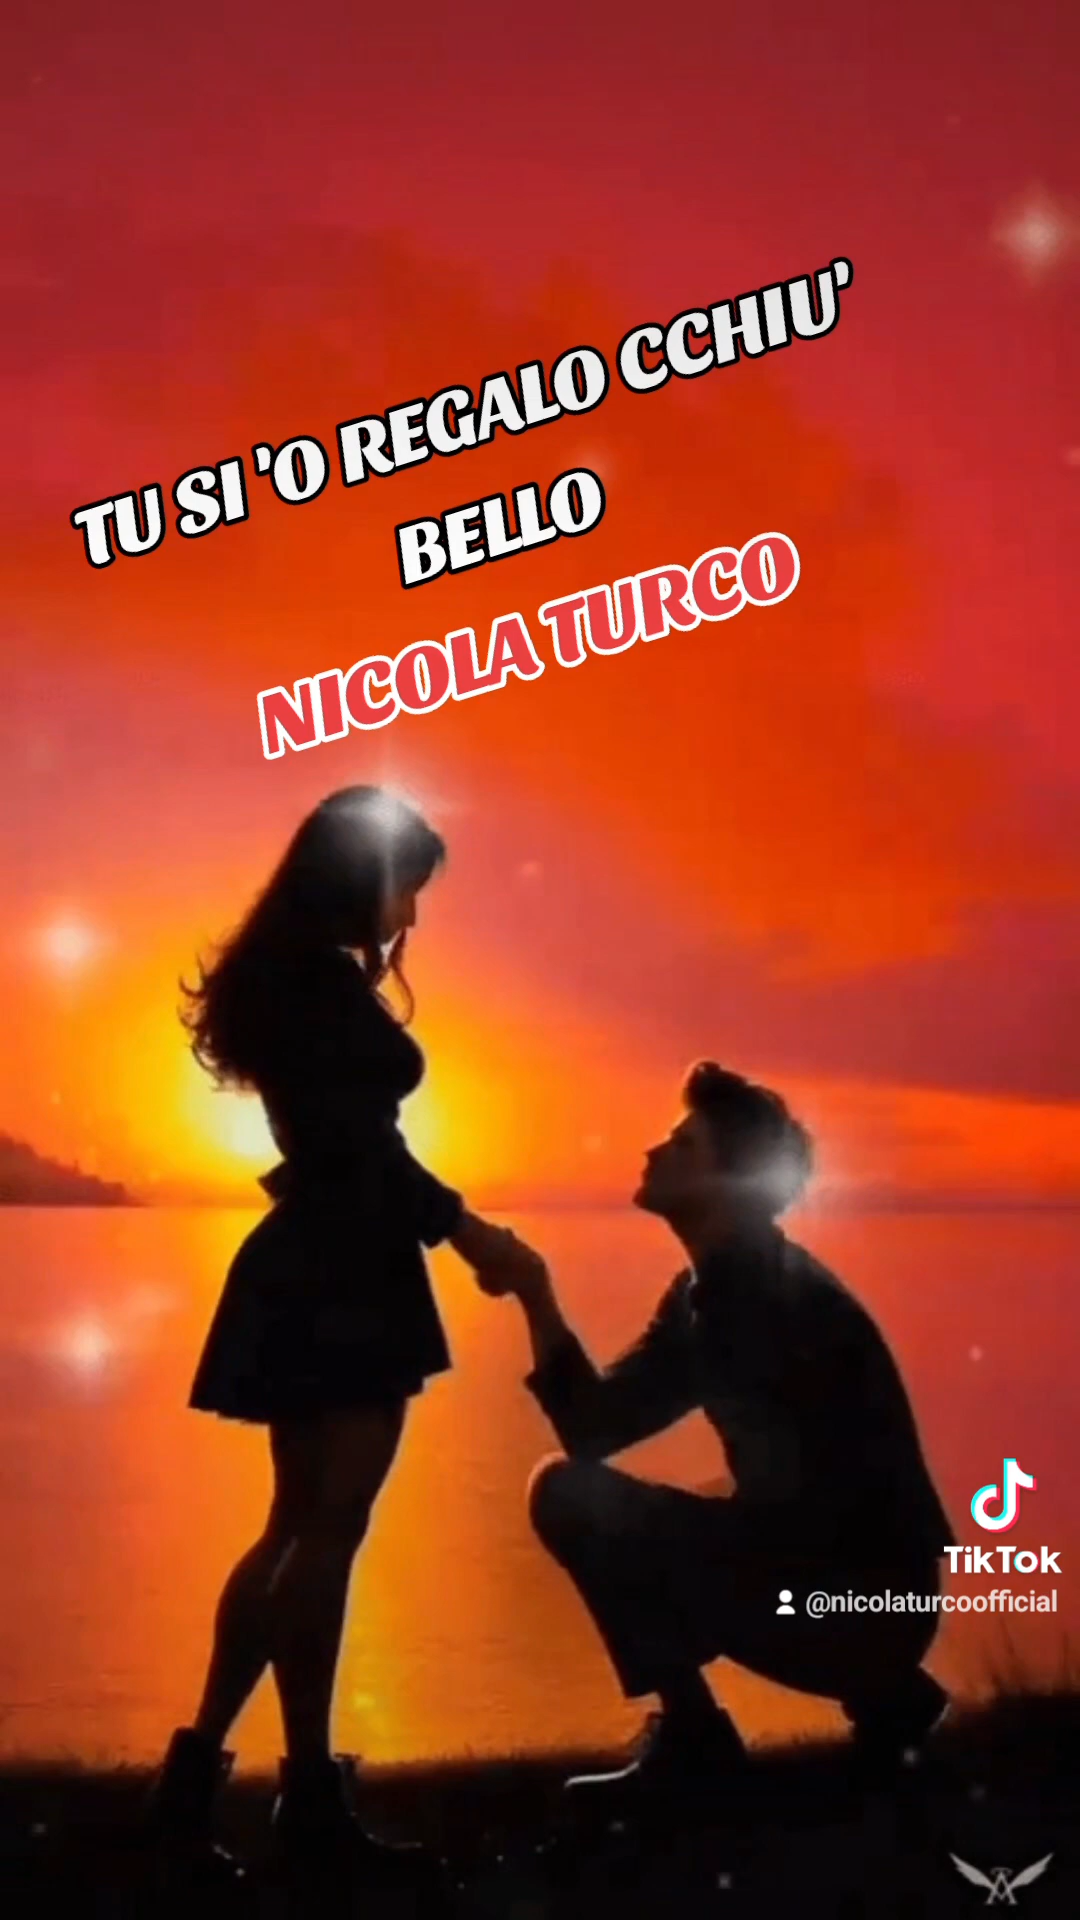 TU SI 'O REGALO CCHIU'
BELLO
NICOLA TURCO
TikTok
@nicolaturcoofficial